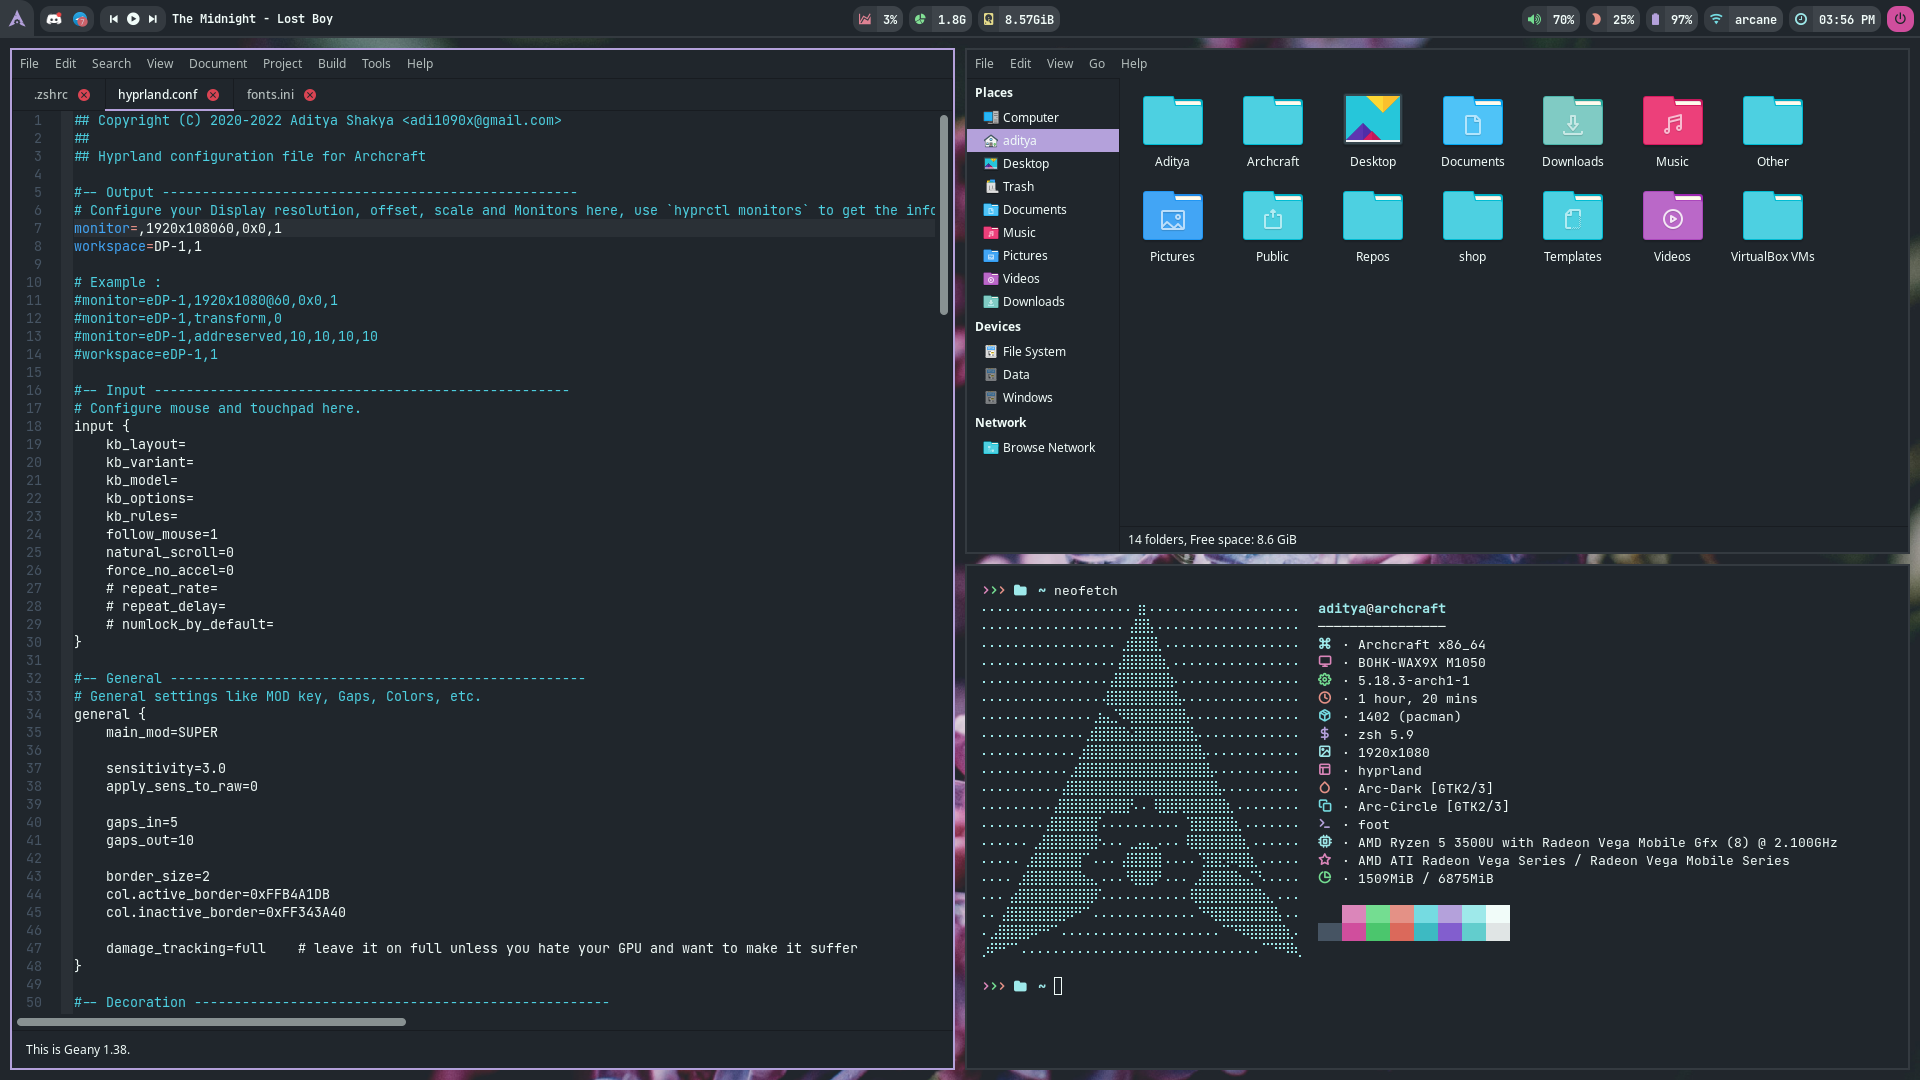 The Midnight - Lost Boy
3%
1.8G
8.57GiB
70%
25%
97%
arcane
03:56 PM
File Edit Search View Document Project Build Tools Help
.zshrc
hyprland.conf
fonts.ini
1 ## Copyright (C) 2020-2022 Aditya Shakya <adi1090x@gmail.com>
2 ##
3 ## Hyprland configuration file for Archcraft
4
5 #-- Output ----------------------------------------------------
6 # Configure your Display resolution, offset, scale and Monitors here, use `hyprctl monitors` to get the info
7 monitor=,1920x108060,0x0,1
8 workspace=DP-1,1
9
10 # Example :
11 #monitor=eDP-1,1920x1080@60,0x0,1
12 #monitor=eDP-1,transform,0
13 #monitor=eDP-1,addreserved,10,10,10,10
14 #workspace=eDP-1,1
15
16 #-- Input ----------------------------------------------------
17 # Configure mouse and touchpad here.
18 input {
19 kb_layout=
20 kb_variant=
21 kb_model=
22 kb_options=
23 kb_rules=
24 follow_mouse=1
25 natural_scroll=0
26 force_no_accel=0
27 # repeat_rate=
28 # repeat_delay=
29 # numlock_by_default=
30 }
31
32 #-- General ----------------------------------------------------
33 # General settings like MOD key, Gaps, Colors, etc.
34 general {
35 main_mod=SUPER
36
37 sensitivity=3.0
38 apply_sens_to_raw=0
39
40 gaps_in=5
41 gaps_out=10
42
43 border_size=2
44 col.active_border=0xFFB4A1DB
45 col.inactive_border=0xFF343A40
46
47 damage_tracking=full # leave it on full unless you hate your GPU and want to make it suffer
48 }
49
50 #-- Decoration ----------------------------------------------------
This is Geany 1.38.
File Edit View Go Help
Places
Computer
aditya
Desktop
Trash
Documents
Music
Pictures
Videos
Downloads
Devices
File System
Data
Windows
Network
Browse Network
Aditya Archcraft Desktop Documents Downloads Music Other
Pictures Public Repos shop Templates Videos VirtualBox VMs
14 folders, Free space: 8.6 GiB
>>> ~ neofetch
aditya@archcraft
————————————————
· Archcraft x86_64
· BOHK-WAX9X M1050
· 5.18.3-arch1-1
· 1 hour, 20 mins
· 1402 (pacman)
· zsh 5.9
· 1920x1080
· hyprland
· Arc-Dark [GTK2/3]
· Arc-Circle [GTK2/3]
· foot
· AMD Ryzen 5 3500U with Radeon Vega Mobile Gfx (8) @ 2.100GHz
· AMD ATI Radeon Vega Series / Radeon Vega Mobile Series
· 1509MiB / 6875MiB
>>> ~